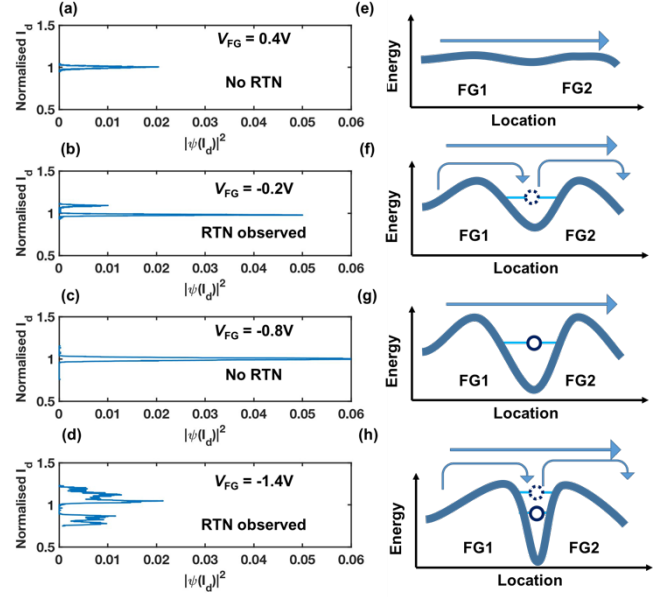 (a)
Normalised I_d
1.5
1
0.5
V_FG = 0.4V
No RTN
0 0.01 0.02 0.03 0.04 0.05 0.06
|ψ(I_d)|^2
(e)
Energy
FG1 FG2
Location
(b)
Normalised I_d
1.5
1
0.5
V_FG = -0.2V
RTN observed
0 0.01 0.02 0.03 0.04 0.05 0.06
|ψ(I_d)|^2
(f)
Energy
FG1 FG2
Location
(c)
Normalised I_d
1.5
1
0.5
V_FG = -0.8V
No RTN
0 0.01 0.02 0.03 0.04 0.05 0.06
|ψ(I_d)|^2
(g)
Energy
FG1 FG2
Location
(d)
Normalised I_d
1.5
1
0.5
V_FG = -1.4V
RTN observed
0 0.01 0.02 0.03 0.04 0.05 0.06
|ψ(I_d)|^2
(h)
Energy
FG1 FG2
Location